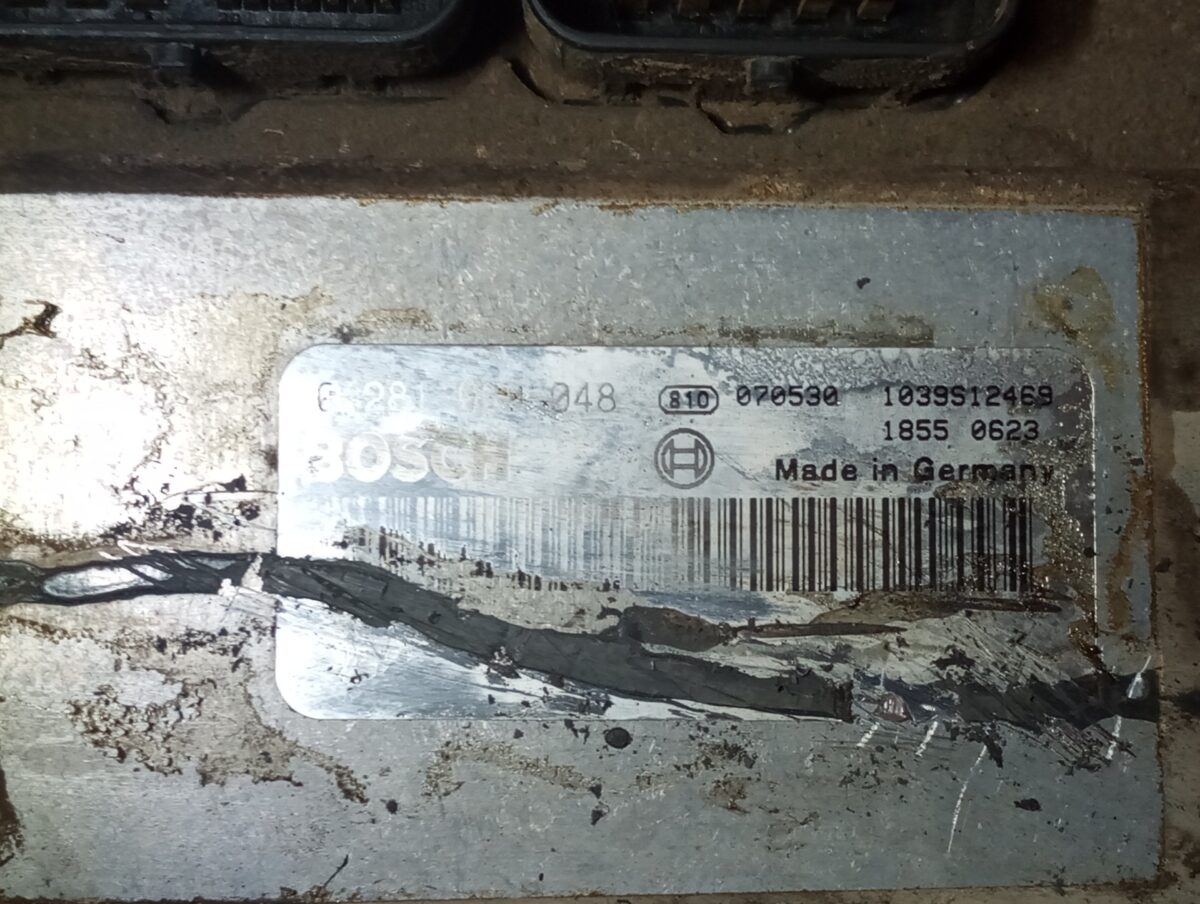 048 810 070530 1039S12469
1855 0623
BOSCH
Made in Germany